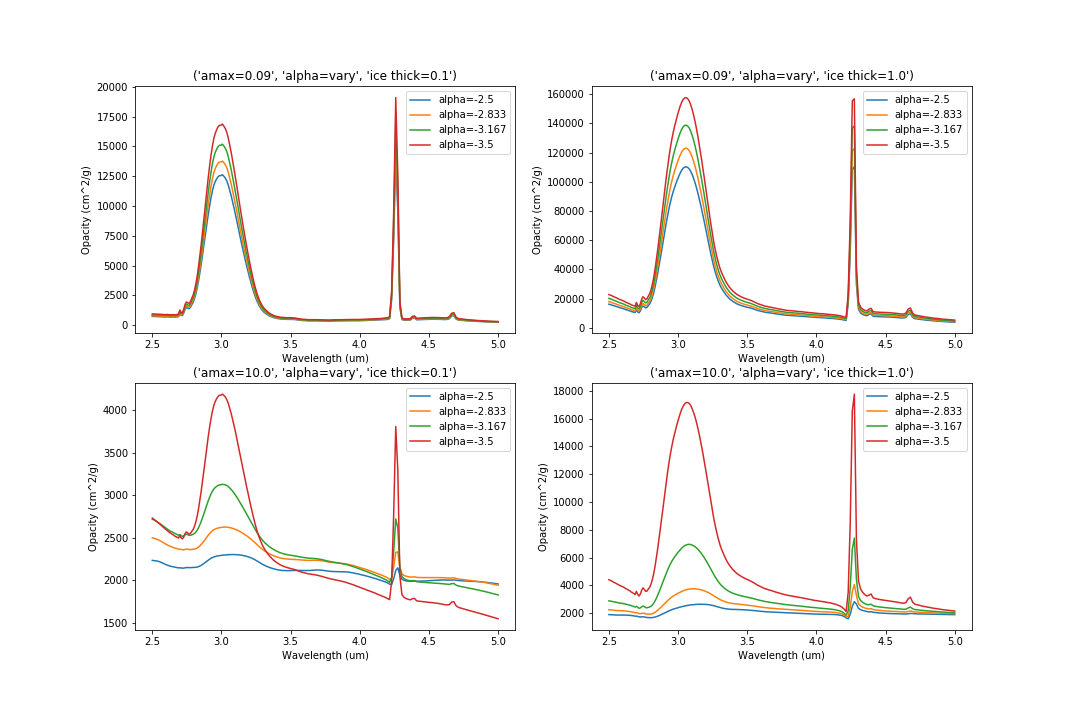 ('amax=0.09', 'alpha=vary', 'ice thick=0.1')
20000
17500
15000
12500
10000
7500
5000
2500
0
Opacity (cm^2/g)
alpha=-2.5
alpha=-2.833
alpha=-3.167
alpha=-3.5
2.5 3.0 3.5 4.0 4.5 5.0
Wavelength (um)
('amax=0.09', 'alpha=vary', 'ice thick=1.0')
160000
140000
120000
100000
80000
60000
40000
20000
0
Opacity (cm^2/g)
alpha=-2.5
alpha=-2.833
alpha=-3.167
alpha=-3.5
2.5 3.0 3.5 4.0 4.5 5.0
Wavelength (um)
('amax=10.0', 'alpha=vary', 'ice thick=0.1')
4000
3500
3000
2500
2000
1500
Opacity (cm^2/g)
alpha=-2.5
alpha=-2.833
alpha=-3.167
alpha=-3.5
2.5 3.0 3.5 4.0 4.5 5.0
Wavelength (um)
('amax=10.0', 'alpha=vary', 'ice thick=1.0')
18000
16000
14000
12000
10000
8000
6000
4000
2000
Opacity (cm^2/g)
alpha=-2.5
alpha=-2.833
alpha=-3.167
alpha=-3.5
2.5 3.0 3.5 4.0 4.5 5.0
Wavelength (um)